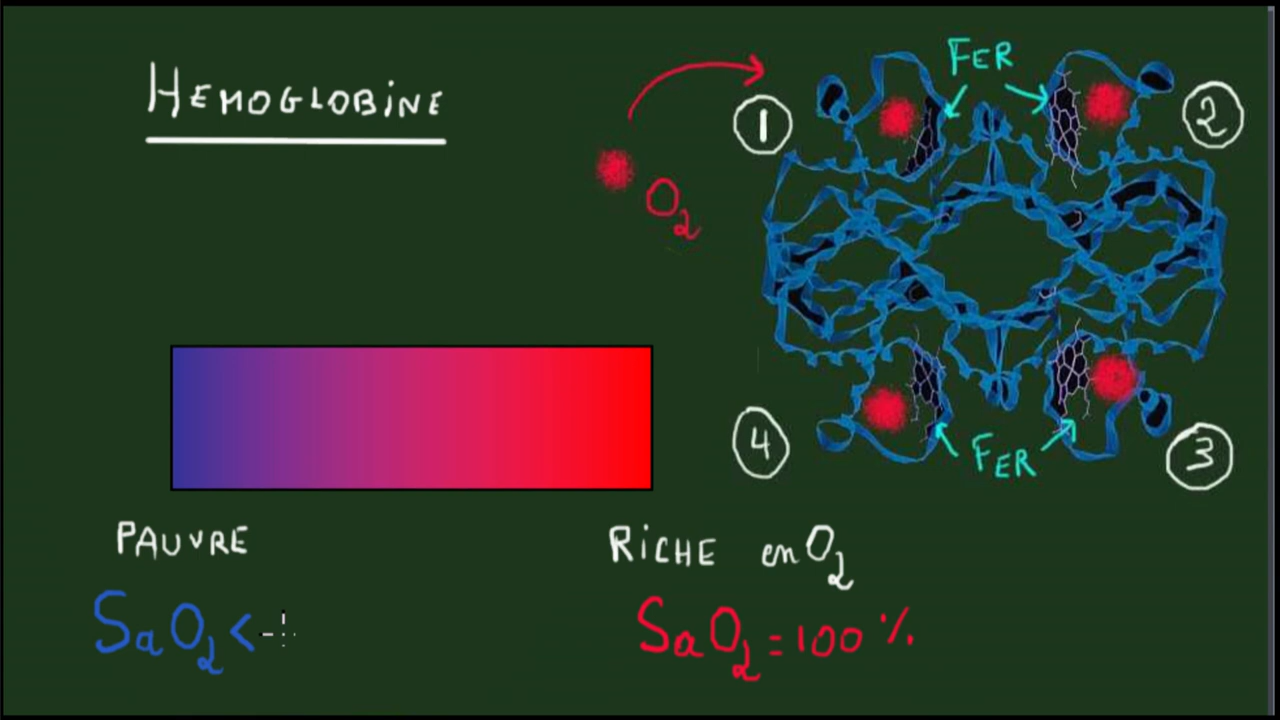 HEMOGLOBiNE
FER
1
2
O2
4
FER
3
PAUVRE
RiCHE en O2
SaO2 <
SaO2 = 100 %